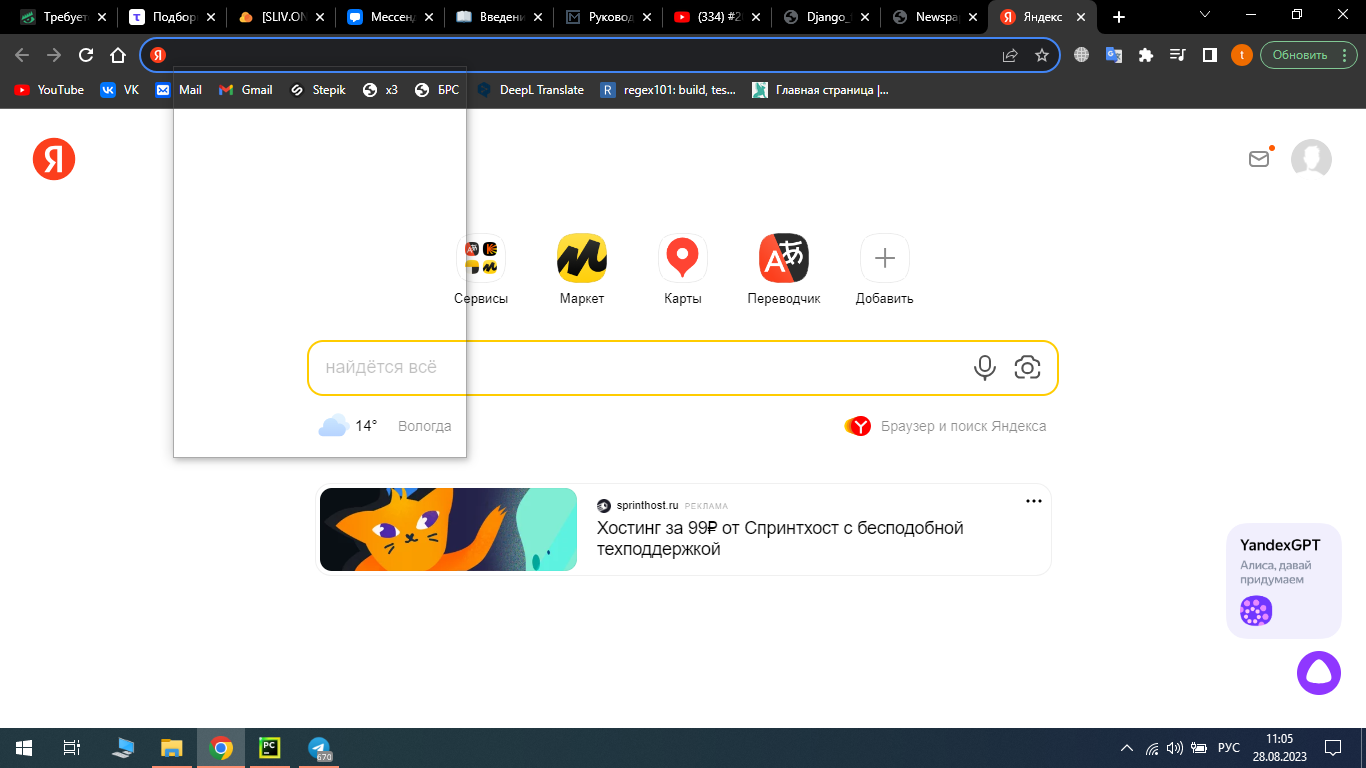 Требует
Подбор
[SLIV.ON
Мессенд
Введени
Руковод
(334) #2
Django_
Newspa
Яндекс
Я
t
Обновить
YouTube
VK
Mail
Gmail
Stepik
x3
БРС
R
DeepL Translate
regex101: build, tes...
Главная страница |...
Я
Сервисы
Маркет
Карты
Переводчик
Добавить
найдётся всё
14°
Вологда
Браузер и поиск Яндекса
sprinthost.ru РЕКЛАМА
Хостинг за 99₽ от Спринтхост с бесподобной
техподдержкой
YandexGPT
Алиса, давай
придумаем
PC
670
РУС
11:05
28.08.2023